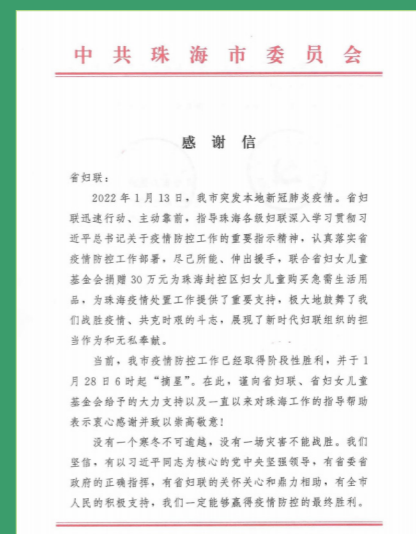 中共珠海市委员会
感谢信
省妇联：
2022年1月13日，我市突发本地新冠肺炎疫情。省妇
联迅速行动、主动靠前，指导珠海各级妇联深入学习贯彻习
近平总书记关于疫情防控工作的重要指示精神，认真落实省
疫情防控工作部署，尽己所能、伸出援手，联合省妇女儿童
基金会捐赠30万元为珠海封控区妇女儿童购买急需生活用
品，为珠海疫情处置工作提供了重要支持，极大地鼓舞了我
们战胜疫情、共克时艰的斗志，展现了新时代妇联组织的担
当作为和无私奉献。
当前，我市疫情防控工作已经取得阶段性胜利，并于1
月28日6时起“摘星”。在此，谨向省妇联、省妇女儿童
基金会给予的大力支持以及一直以来对珠海工作的指导帮助
表示衷心感谢并致以崇高敬意！
没有一个寒冬不可逾越，没有一场灾害不能战胜。我们
坚信，有以习近平同志为核心的党中央坚强领导，有省委省
政府的正确指挥，有省妇联的关怀关心和鼎力相助，有全市
人民的积极支持，我们一定能够赢得疫情防控的最终胜利。